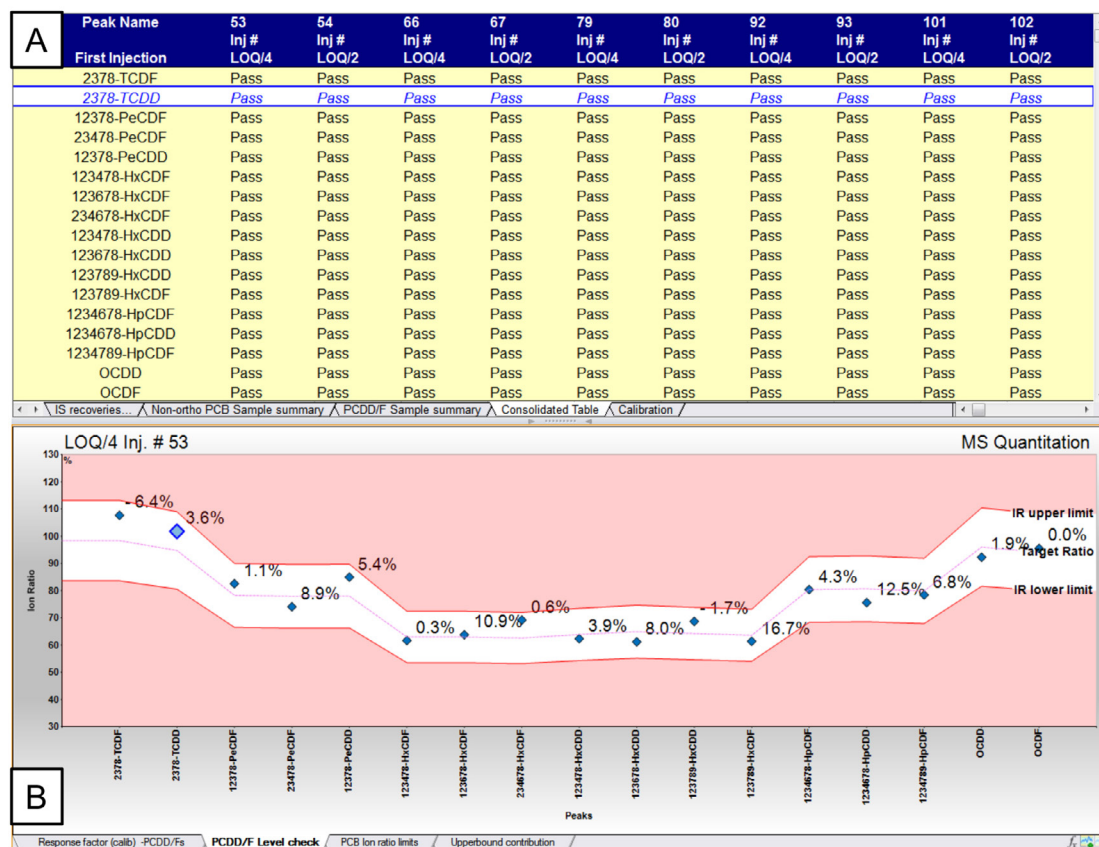 A
Peak Name 53 54 66 67 79 80 92 93 101 102
Inj # Inj # Inj # Inj # Inj # Inj # Inj # Inj # Inj # Inj #
First Injection LOQ/4 LOQ/2 LOQ/4 LOQ/2 LOQ/4 LOQ/2 LOQ/4 LOQ/2 LOQ/4 LOQ/2
2378-TCDF Pass Pass Pass Pass Pass Pass Pass Pass Pass Pass
2378-TCDD Pass Pass Pass Pass Pass Pass Pass Pass Pass Pass
12378-PeCDF Pass Pass Pass Pass Pass Pass Pass Pass Pass Pass
23478-PeCDF Pass Pass Pass Pass Pass Pass Pass Pass Pass Pass
12378-PeCDD Pass Pass Pass Pass Pass Pass Pass Pass Pass Pass
123478-HxCDF Pass Pass Pass Pass Pass Pass Pass Pass Pass Pass
123678-HxCDF Pass Pass Pass Pass Pass Pass Pass Pass Pass Pass
234678-HxCDF Pass Pass Pass Pass Pass Pass Pass Pass Pass Pass
123478-HxCDD Pass Pass Pass Pass Pass Pass Pass Pass Pass Pass
123678-HxCDD Pass Pass Pass Pass Pass Pass Pass Pass Pass Pass
123789-HxCDD Pass Pass Pass Pass Pass Pass Pass Pass Pass Pass
123789-HxCDF Pass Pass Pass Pass Pass Pass Pass Pass Pass Pass
1234678-HpCDF Pass Pass Pass Pass Pass Pass Pass Pass Pass Pass
1234678-HpCDD Pass Pass Pass Pass Pass Pass Pass Pass Pass Pass
1234789-HpCDF Pass Pass Pass Pass Pass Pass Pass Pass Pass Pass
OCDD Pass Pass Pass Pass Pass Pass Pass Pass Pass Pass
OCDF Pass Pass Pass Pass Pass Pass Pass Pass Pass Pass
IS recoveries... Non-ortho PCB Sample summary PCDD/F Sample summary Consolidated Table Calibration
LOQ/4 Inj. # 53 MS Quantitation
%
130
120
110
100
90
80
70
60
50
40
30
Ion Ratio
- 6.4%
3.6%
1.1%
8.9%
5.4%
0.3%
10.9%
0.6%
3.9%
8.0%
- 1.7%
16.7%
4.3%
12.5%
6.8%
1.9%
0.0%
IR upper limit
Target Ratio
IR lower limit
2378-TCDF
2378-TCDD
12378-PeCDF
23478-PeCDF
12378-PeCDD
123478-HxCDF
123678-HxCDF
234678-HxCDF
123478-HxCDD
123678-HxCDD
123789-HxCDD
123789-HxCDF
1234678-HpCDF
1234678-HpCDD
1234789-HpCDF
OCDD
OCDF
Peaks
B
Response factor (calib) -PCDD/Fs PCDD/F Level check PCB Ion ratio limits Upperbound contribution